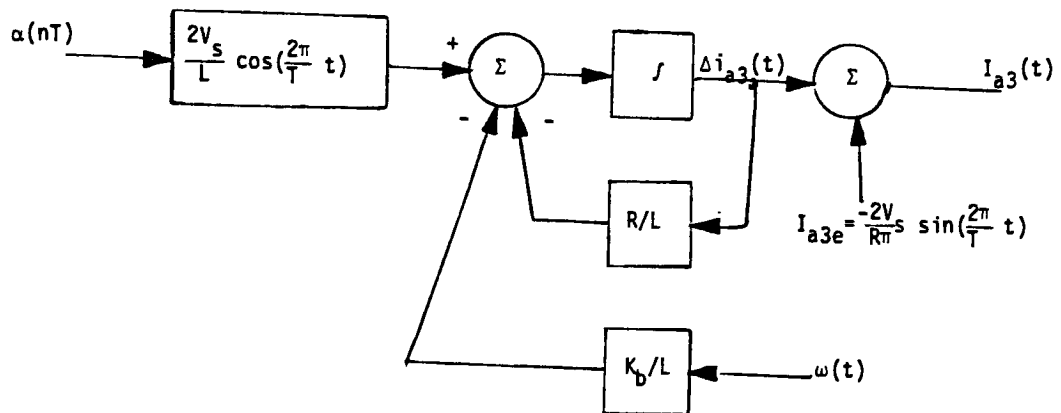 α(nT)
2V_s/L cos(2π/T t)
+
Σ
-
-
∫
Δi_a3(t)
Σ
I_a3(t)
R/L
I_a3e = -2V_s/Rπ sin(2π/T t)
K_b/L
ω(t)